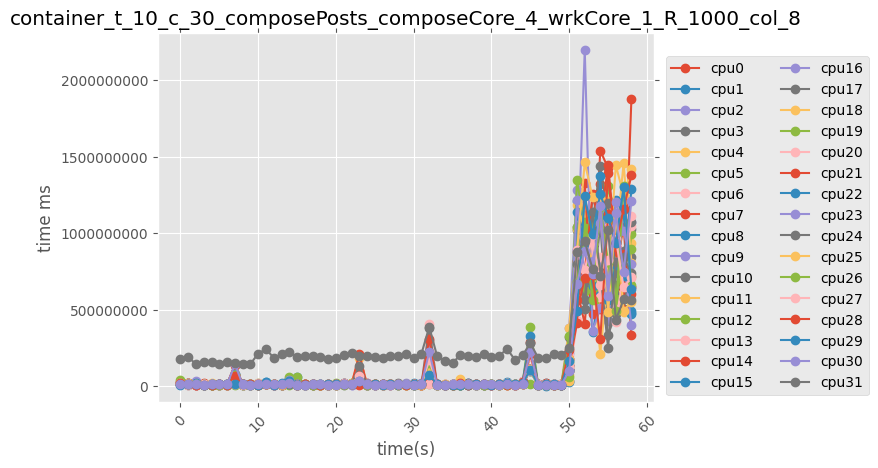 container_t_10_c_30_composePosts_composeCore_4_wrkCore_1_R_1000_col_8
time ms
2000000000
1500000000
1000000000
500000000
0
0
10
20
30
40
50
60
time(s)
cpu0
cpu1
cpu2
cpu3
cpu4
cpu5
cpu6
cpu7
cpu8
cpu9
cpu10
cpu11
cpu12
cpu13
cpu14
cpu15
cpu16
cpu17
cpu18
cpu19
cpu20
cpu21
cpu22
cpu23
cpu24
cpu25
cpu26
cpu27
cpu28
cpu29
cpu30
cpu31